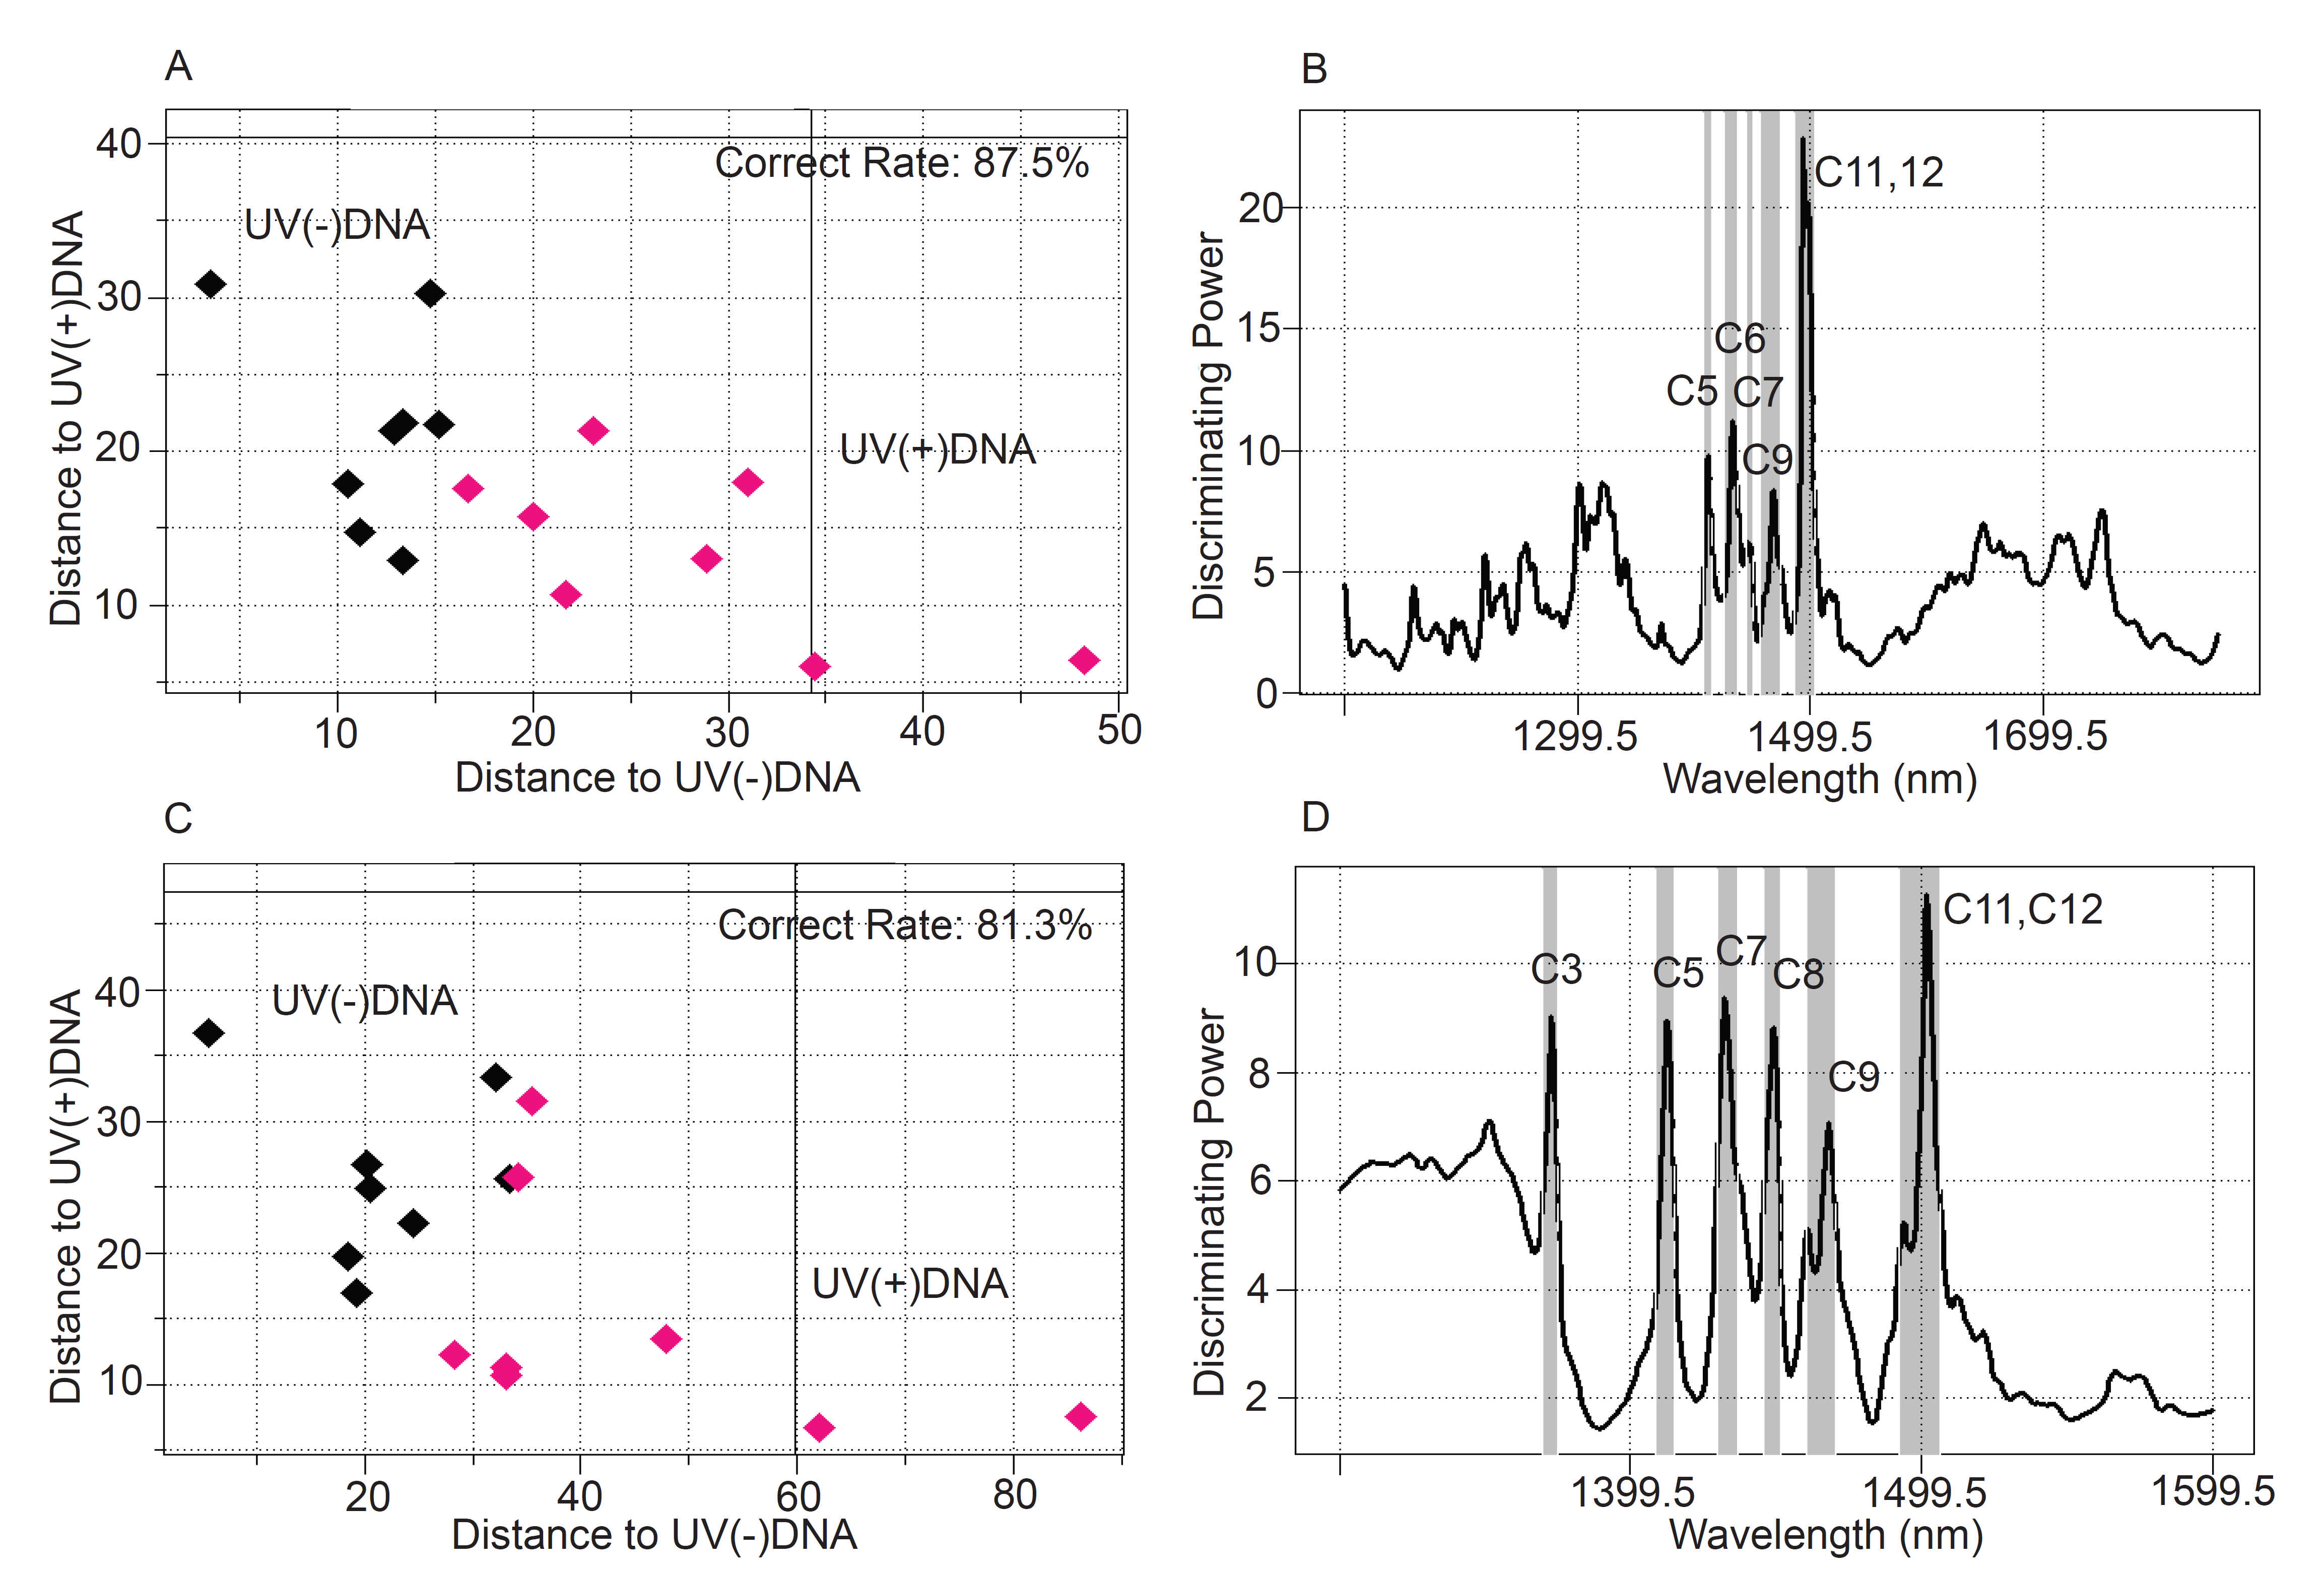 A
Distance to UV(+)DNA
40
30
20
10
Correct Rate: 87.5%
UV(-)DNA
UV(+)DNA
10 20 30 40 50
Distance to UV(-)DNA
B
Discriminating Power
20
15
10
5
0
C11,12
C6
C5 C7
C9
1299.5 1499.5 1699.5
Wavelength (nm)
C
Distance to UV(+)DNA
40
30
20
10
Correct Rate: 81.3%
UV(-)DNA
UV(+)DNA
20 40 60 80
Distance to UV(-)DNA
D
Discriminating Power
10
8
6
4
2
C11,C12
C7
C3 C5 C8
C9
1399.5 1499.5 1599.5
Wavelength (nm)